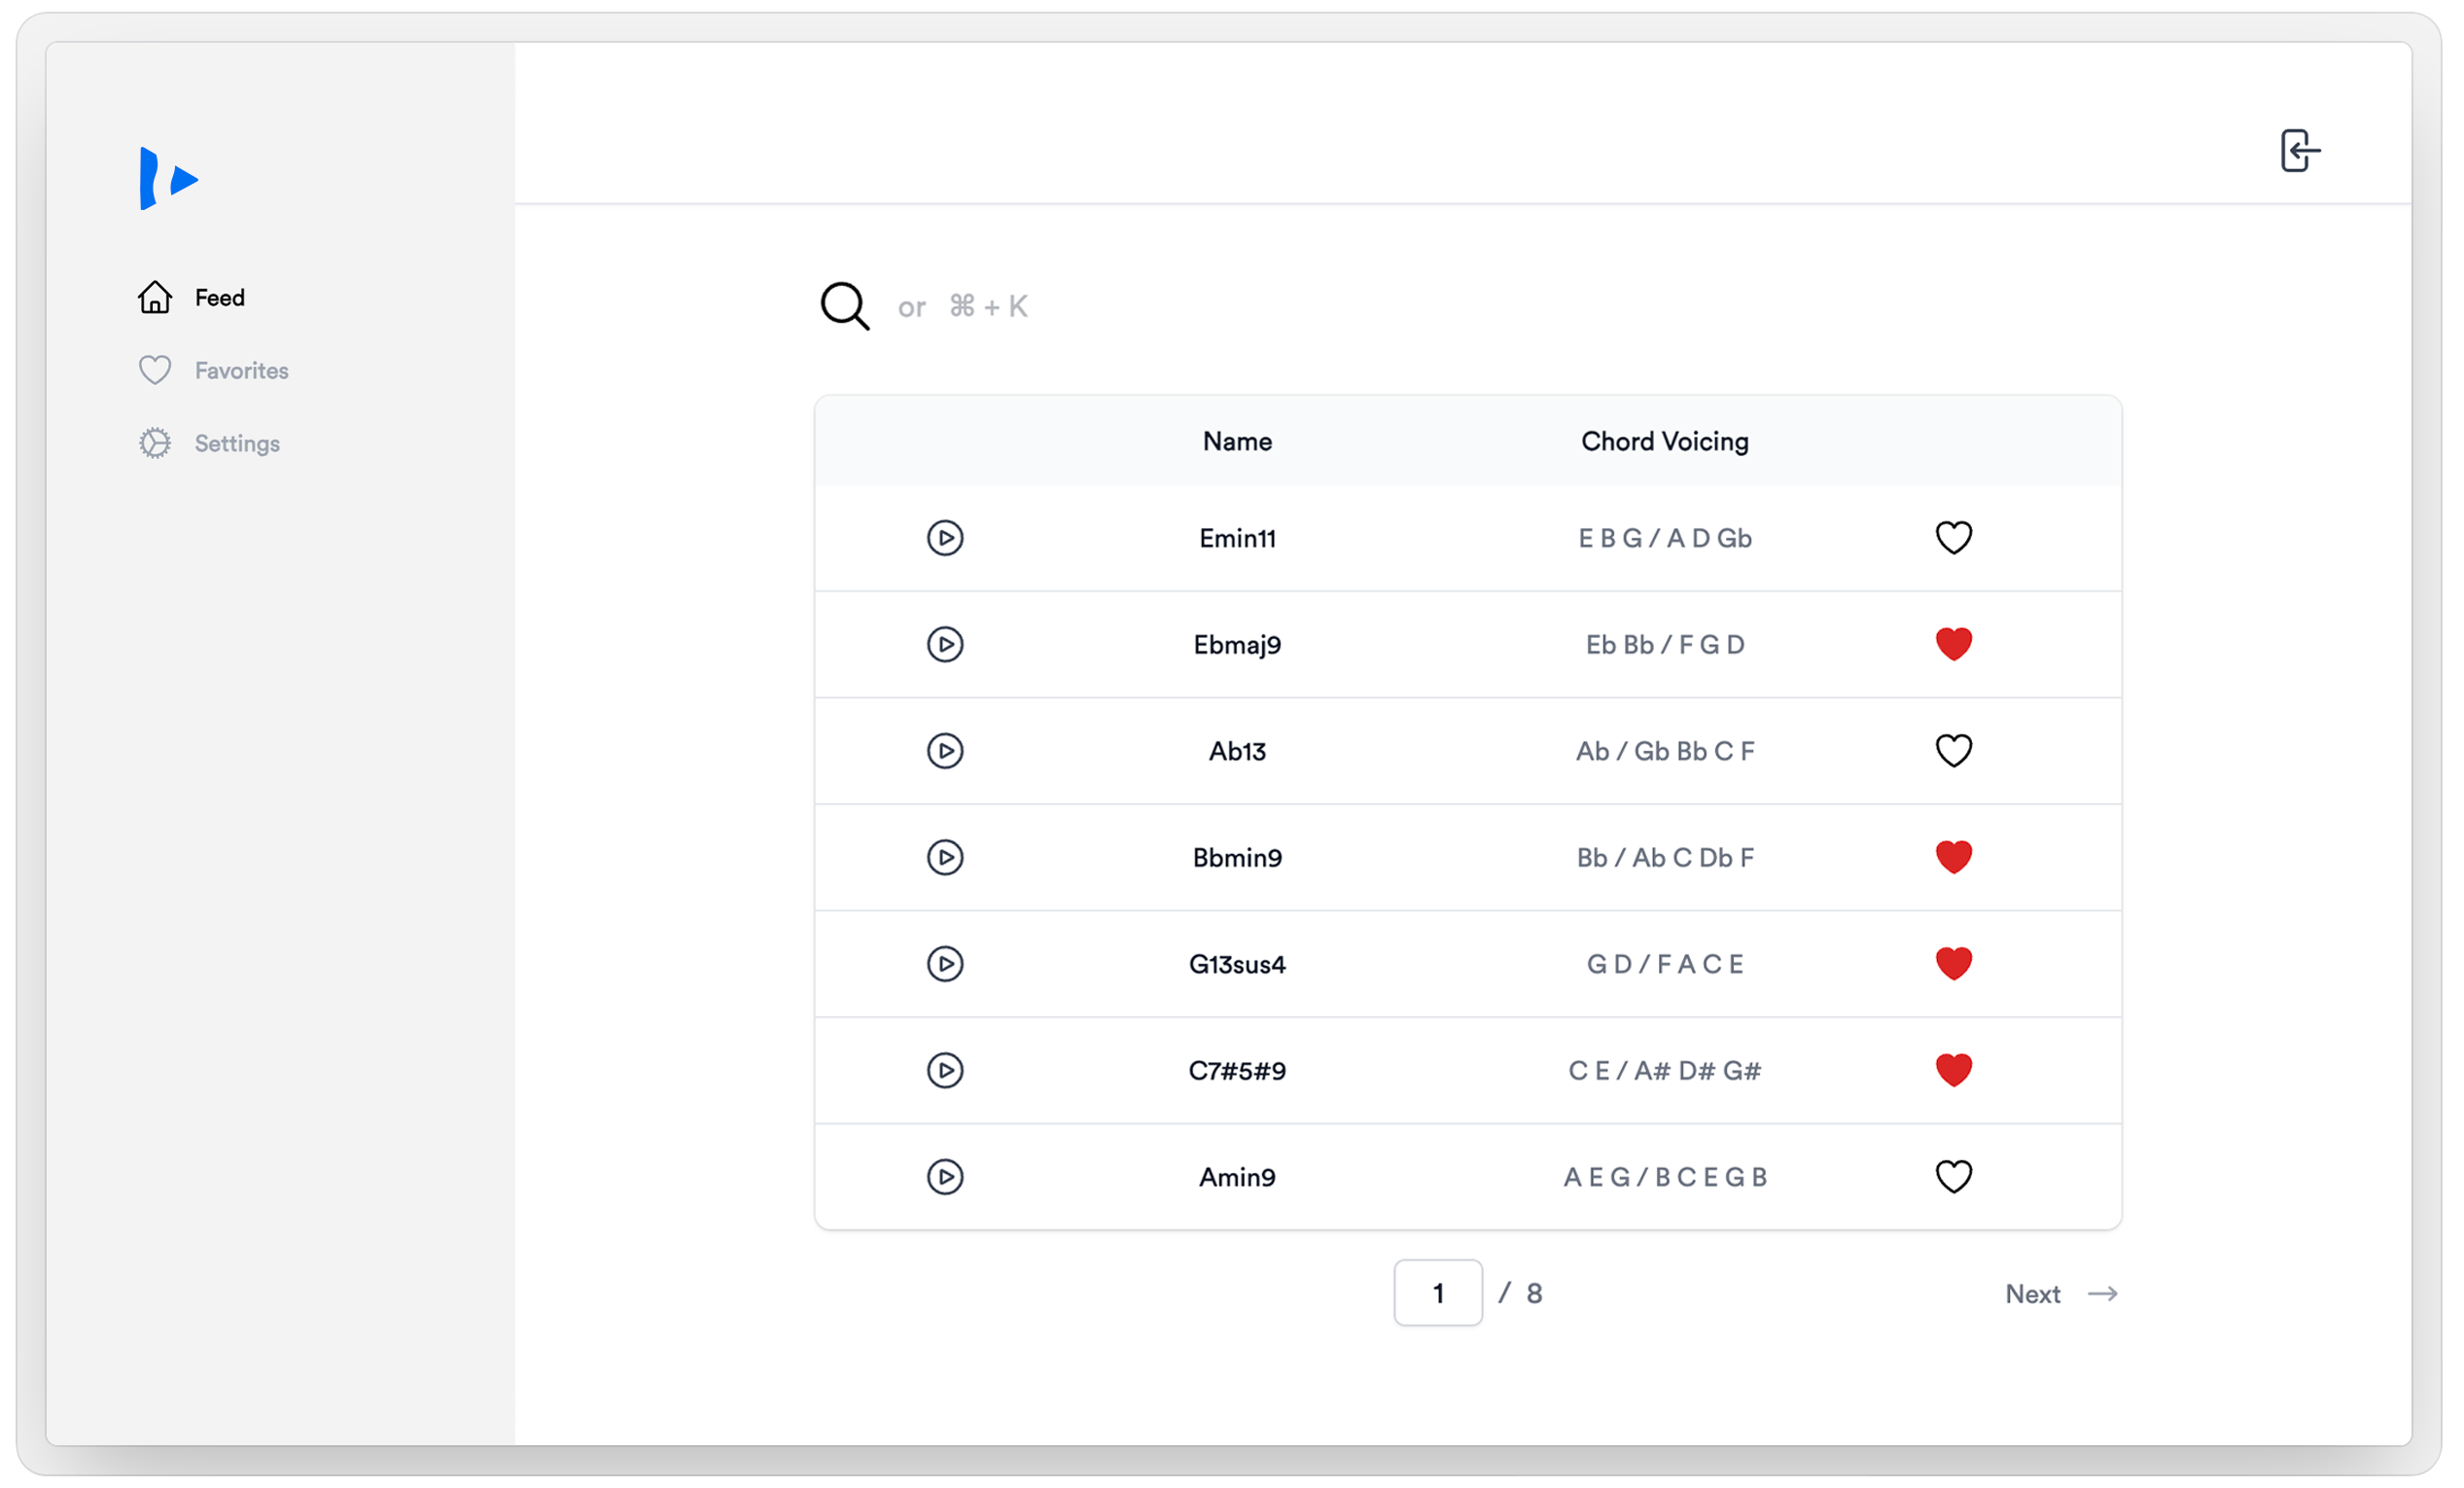 Feed
Favorites
Settings
or ⌘ + K
Name Chord Voicing
Emin11 E B G / A D Gb
Ebmaj9 Eb Bb / F G D
Ab13 Ab / Gb Bb C F
Bbmin9 Bb / Ab C Db F
G13sus4 G D / F A C E
C7#5#9 C E / A# D# G#
Amin9 A E G / B C E G B
1 / 8 Next →